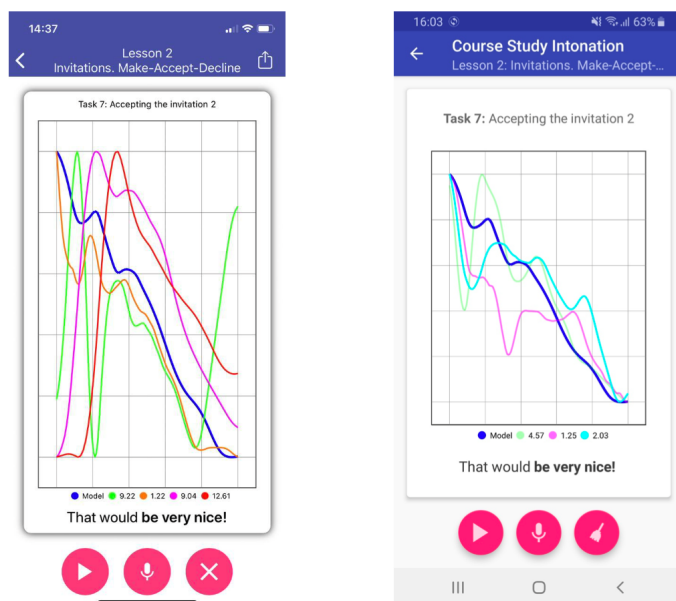 14:37
Lesson 2
Invitations. Make-Accept-Decline
Task 7: Accepting the invitation 2
Model 9.22 1.22 9.04 12.61
That would be very nice!
16:03 63%
Course Study Intonation
Lesson 2: Invitations. Make-Accept-...
Task 7: Accepting the invitation 2
Model 4.57 1.25 2.03
That would be very nice!